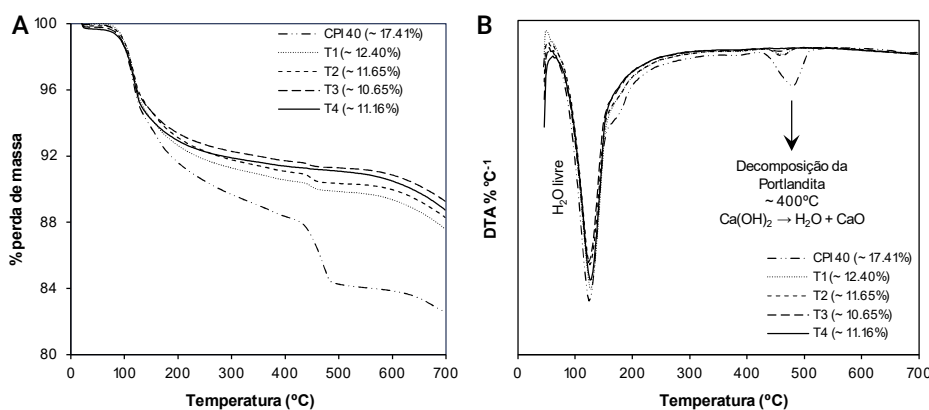 A
% perda de massa
100
96
92
88
84
80
0 100 200 300 400 500 600 700
Temperatura (ºC)
CPI 40 (~ 17.41%)
T1 (~ 12.40%)
T2 (~ 11.65%)
T3 (~ 10.65%)
T4 (~ 11.16%)
B
DTA % ºC-1
H₂O livre
Decomposição da
Portlandita
~ 400ºC
Ca(OH)₂ → H₂O + CaO
CPI 40 (~ 17.41%)
T1 (~ 12.40%)
T2 (~ 11.65%)
T3 (~ 10.65%)
T4 (~ 11.16%)
0 100 200 300 400 500 600 700
Temperatura (ºC)